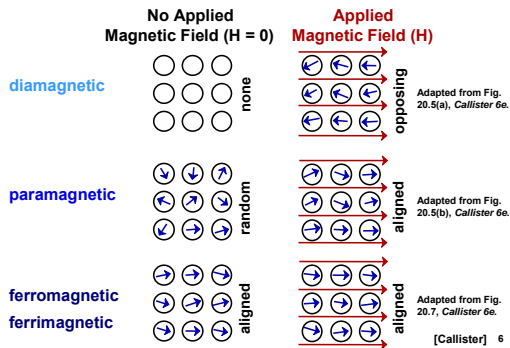 No Applied
Magnetic Field (H = 0)
Applied
Magnetic Field (H)
diamagnetic
none
opposing
Adapted from Fig.
20.5(a), Callister 6e.
paramagnetic
random
aligned
Adapted from Fig.
20.5(b), Callister 6e.
ferromagnetic
ferrimagnetic
aligned
aligned
Adapted from Fig.
20.7, Callister 6e.
[Callister] 6